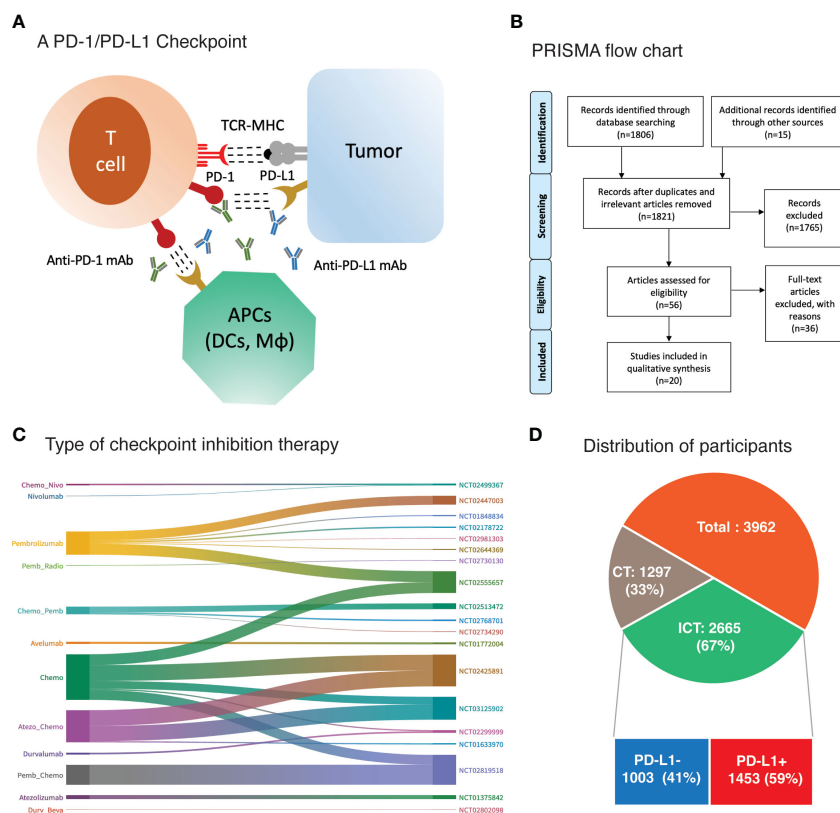 A
A PD-1/PD-L1 Checkpoint
T
cell
TCR-MHC
PD-1
PD-L1
Tumor
Anti-PD-1 mAb
Anti-PD-L1 mAb
APCs
(DCs, Mф)
B
PRISMA flow chart
Identification
Screening
Eligibility
Included
Records identified through
database searching
(n=1806)
Additional records identified
through other sources
(n=15)
Records after duplicates and
irrelevant articles removed
(n=1821)
Records
excluded
(n=1765)
Articles assessed for
eligibility
(n=56)
Full-text
articles
excluded, with
reasons
(n=36)
Studies included in
qualitative synthesis
(n=20)
C
Type of checkpoint inhibition therapy
Chemo_Nivo
Nivolumab
Pembrolizumab
Pemb_Radio
Chemo_Pemb
Avelumab
Chemo
Atezo_Chemo
Durvalumab
Pemb_Chemo
Atezolizumab
Durv_Beva
NCT02499367
NCT02447003
NCT01848834
NCT02178722
NCT02981303
NCT02644369
NCT02730130
NCT02555657
NCT02513472
NCT02768701
NCT02734290
NCT01772004
NCT02425891
NCT03125902
NCT02299999
NCT01633970
NCT02819518
NCT01375842
NCT02802098
D
Distribution of participants
Total : 3962
CT: 1297
(33%)
ICT: 2665
(67%)
PD-L1-
1003 (41%)
PD-L1+
1453 (59%)